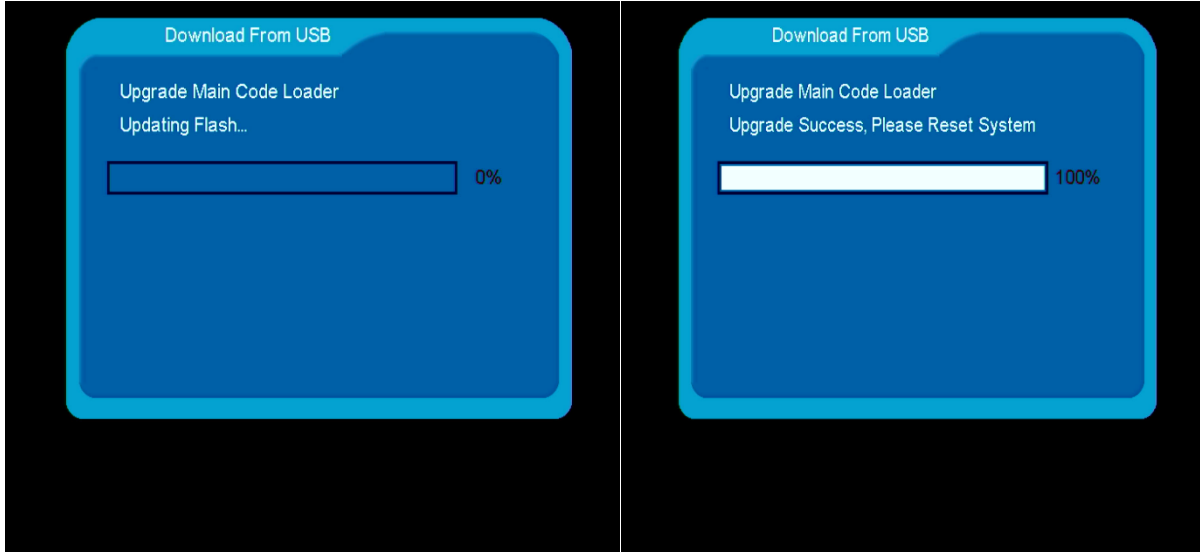 Download From USB
Upgrade Main Code Loader
Updating Flash...
0%
Download From USB
Upgrade Main Code Loader
Upgrade Success, Please Reset System
100%